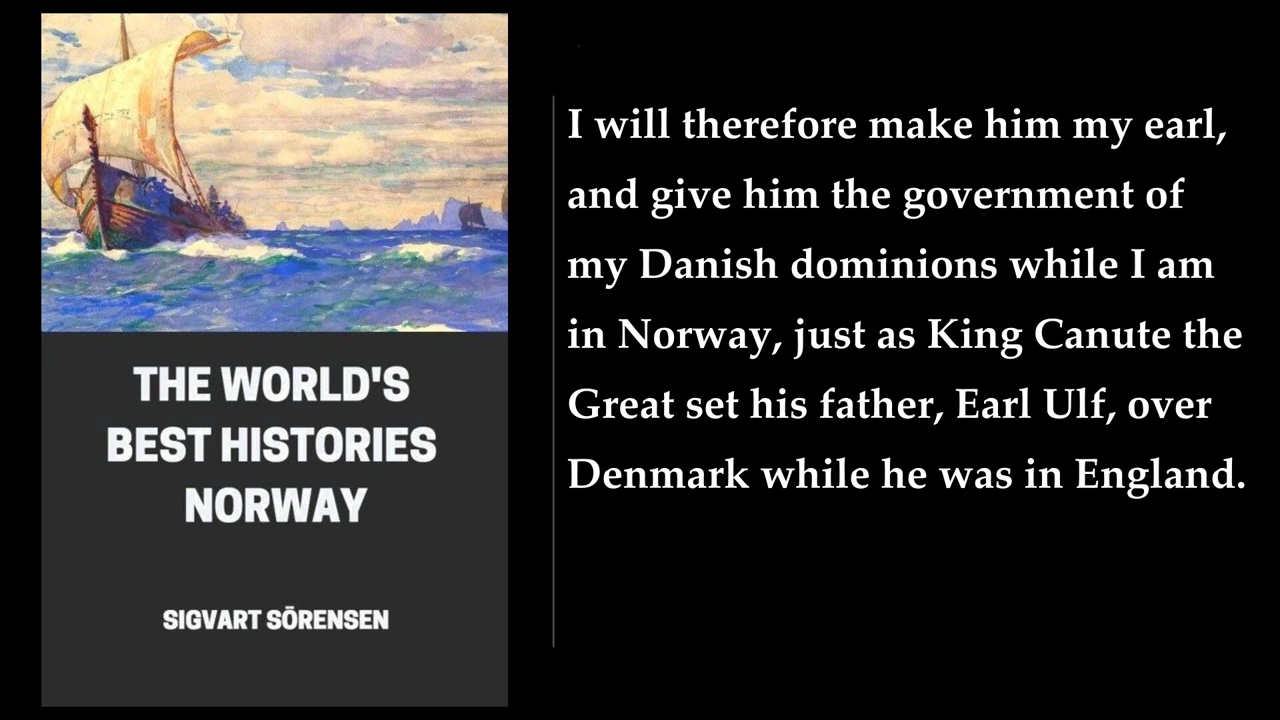 THE WORLD'S
BEST HISTORIES
NORWAY
SIGVART SÖRENSEN
I will therefore make him my earl,
and give him the government of
my Danish dominions while I am
in Norway, just as King Canute the
Great set his father, Earl Ulf, over
Denmark while he was in England.